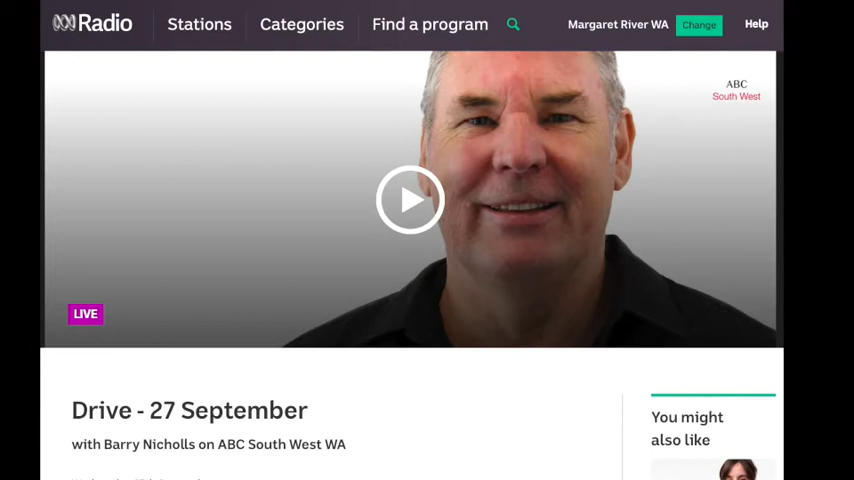 Radio Stations Categories Find a program Margaret River WA Change Help
ABC
South West
LIVE
Drive - 27 September
with Barry Nicholls on ABC South West WA
You might
also like